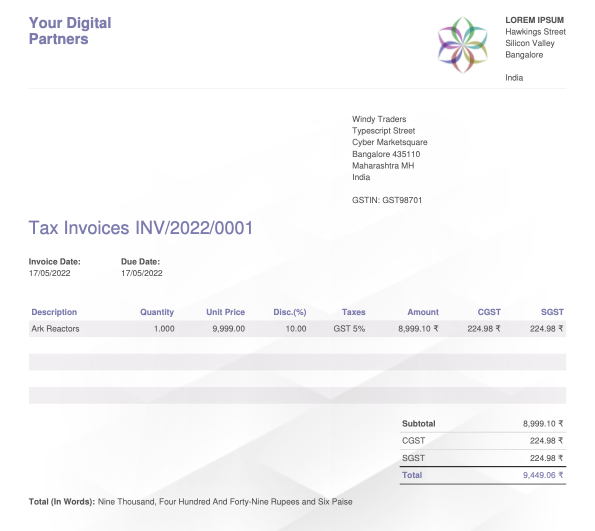 Your Digital
Partners
LOREM IPSUM
Hawkings Street
Silicon Valley
Bangalore
India
Windy Traders
Typescript Street
Cyber Marketsquare
Bangalore 435110
Maharashtra MH
India
GSTIN: GST98701
Tax Invoices INV/2022/0001
Invoice Date: Due Date:
17/05/2022 17/05/2022
Description Quantity Unit Price Disc.(%) Taxes Amount CGST SGST
Ark Reactors 1.000 9,999.00 10.00 GST 5% 8,999.10 ₹ 224.98 ₹ 224.98 ₹
Subtotal 8,999.10 ₹
CGST 224.98 ₹
SGST 224.98 ₹
Total 9,449.06 ₹
Total (In Words): Nine Thousand, Four Hundred And Forty-Nine Rupees and Six Paise